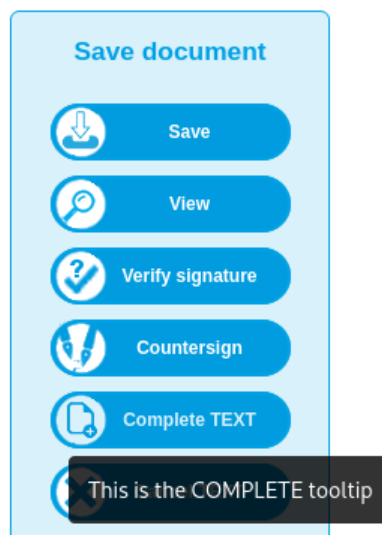 Save document
Save
View
? Verify signature
Countersign
Complete TEXT
This is the COMPLETE tooltip